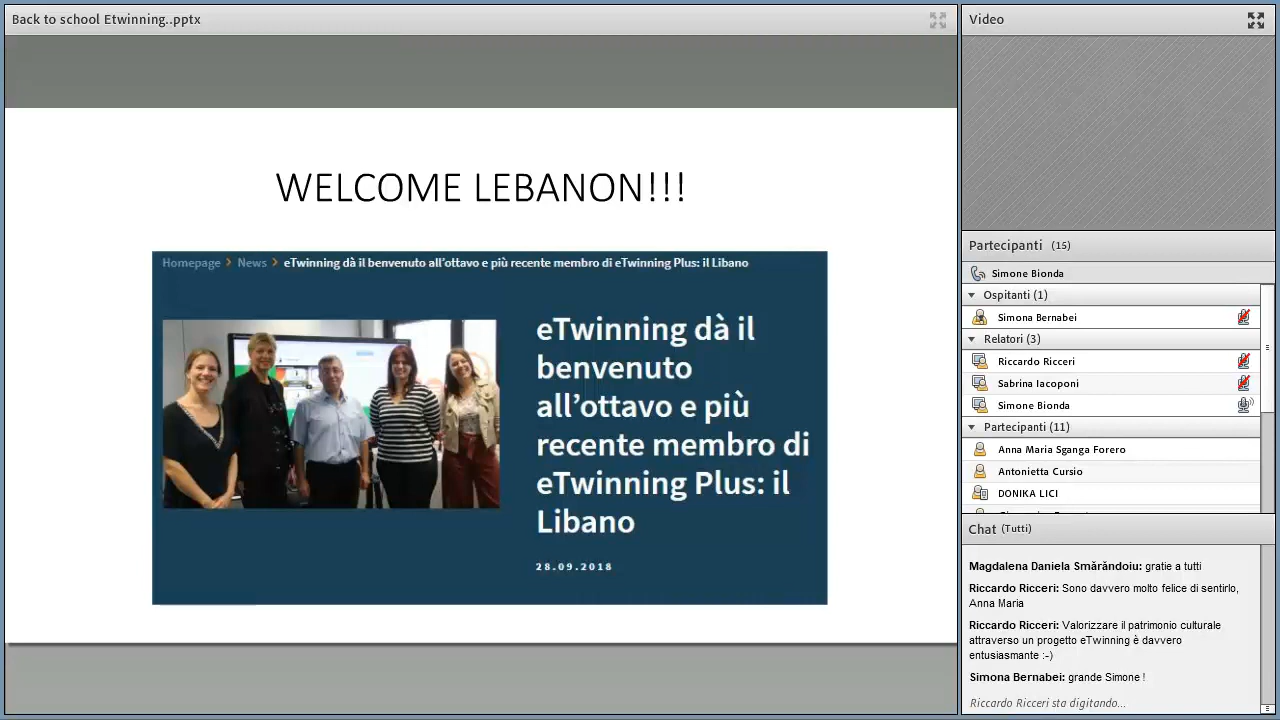 Back to school Etwinning..pptx
WELCOME LEBANON!!!
Homepage > News > eTwinning dà il benvenuto all'ottavo e più recente membro di eTwinning Plus: il Libano
eTwinning dà il
benvenuto
all'ottavo e più
recente membro di
eTwinning Plus: il
Libano
28.09.2018
Video
Partecipanti (15)
Simone Bionda
Ospitanti (1)
Simona Bernabei
Relatori (3)
Riccardo Ricceri
Sabrina Iacoponi
Simone Bionda
Partecipanti (11)
Anna Maria Sganga Forero
Antonietta Cursio
DONIKA LICI
Chat (Tutti)
Magdalena Daniela Smărăndoiu: gratie a tutti
Riccardo Ricceri: Sono davvero molto felice di sentirlo,
Anna Maria
Riccardo Ricceri: Valorizzare il patrimonio culturale
attraverso un progetto eTwinning è davvero
entusiasmante :-)
Simona Bernabei: grande Simone !
Riccardo Ricceri sta digitando...